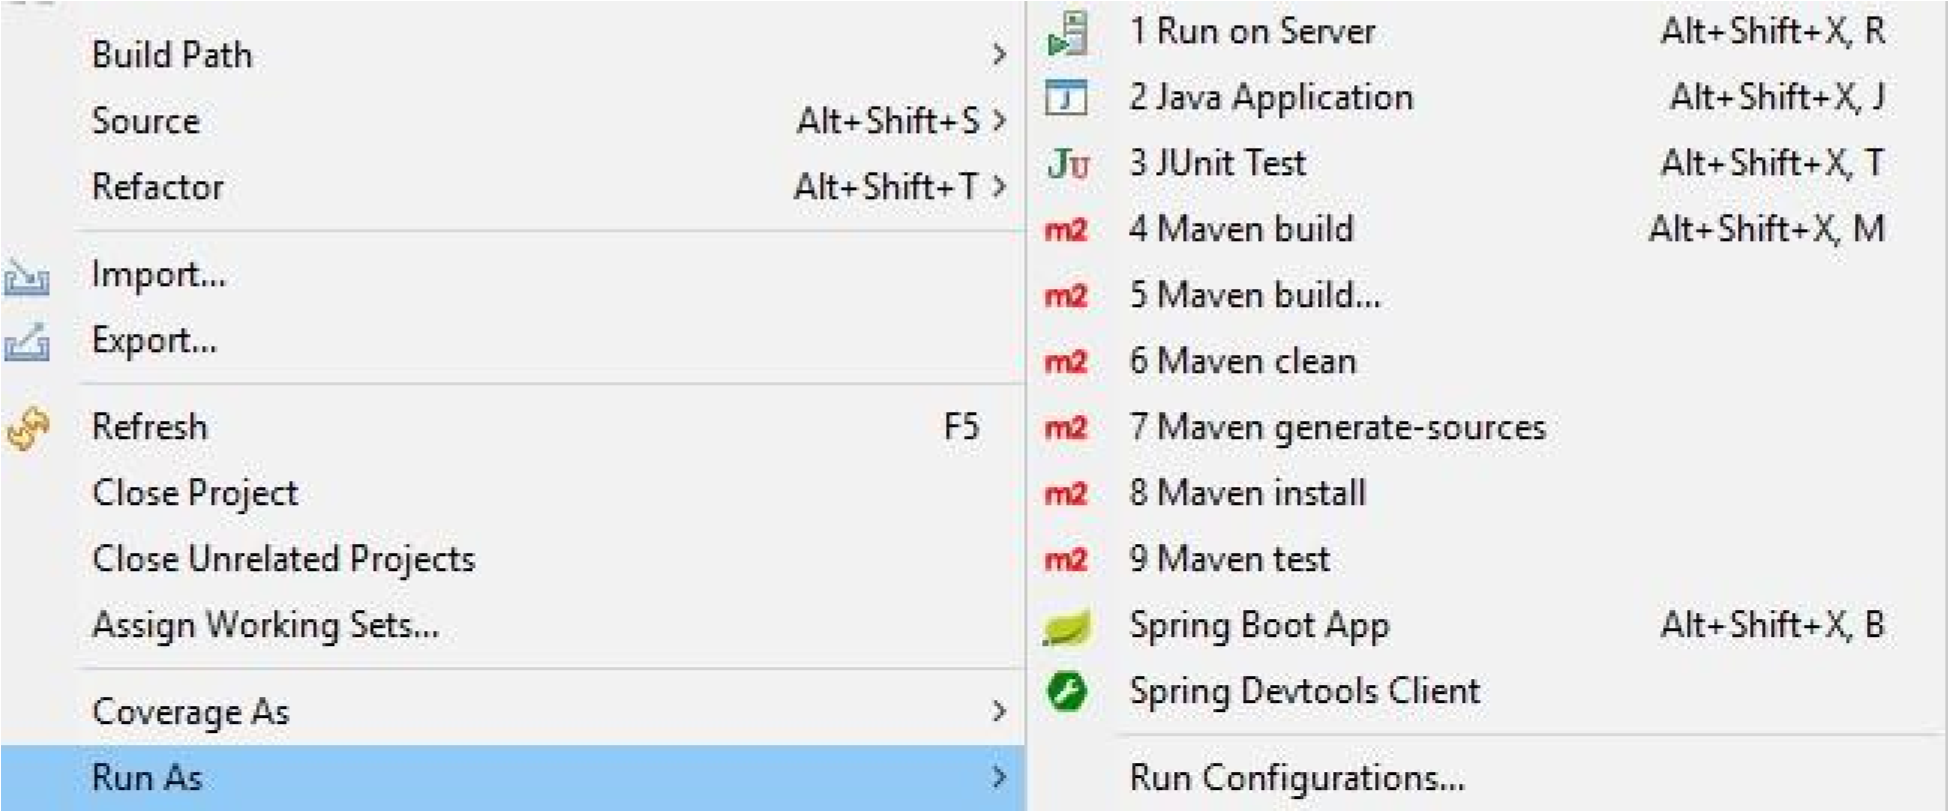 Build Path
Source Alt+Shift+S
Refactor Alt+Shift+T
Import...
Export...
Refresh F5
Close Project
Close Unrelated Projects
Assign Working Sets...
Coverage As
Run As
1 Run on Server Alt+Shift+X, R
2 Java Application Alt+Shift+X, J
JU 3 JUnit Test Alt+Shift+X, T
m2 4 Maven build Alt+Shift+X, M
m2 5 Maven build...
m2 6 Maven clean
m2 7 Maven generate-sources
m2 8 Maven install
m2 9 Maven test
Spring Boot App Alt+Shift+X, B
Spring Devtools Client
Run Configurations...